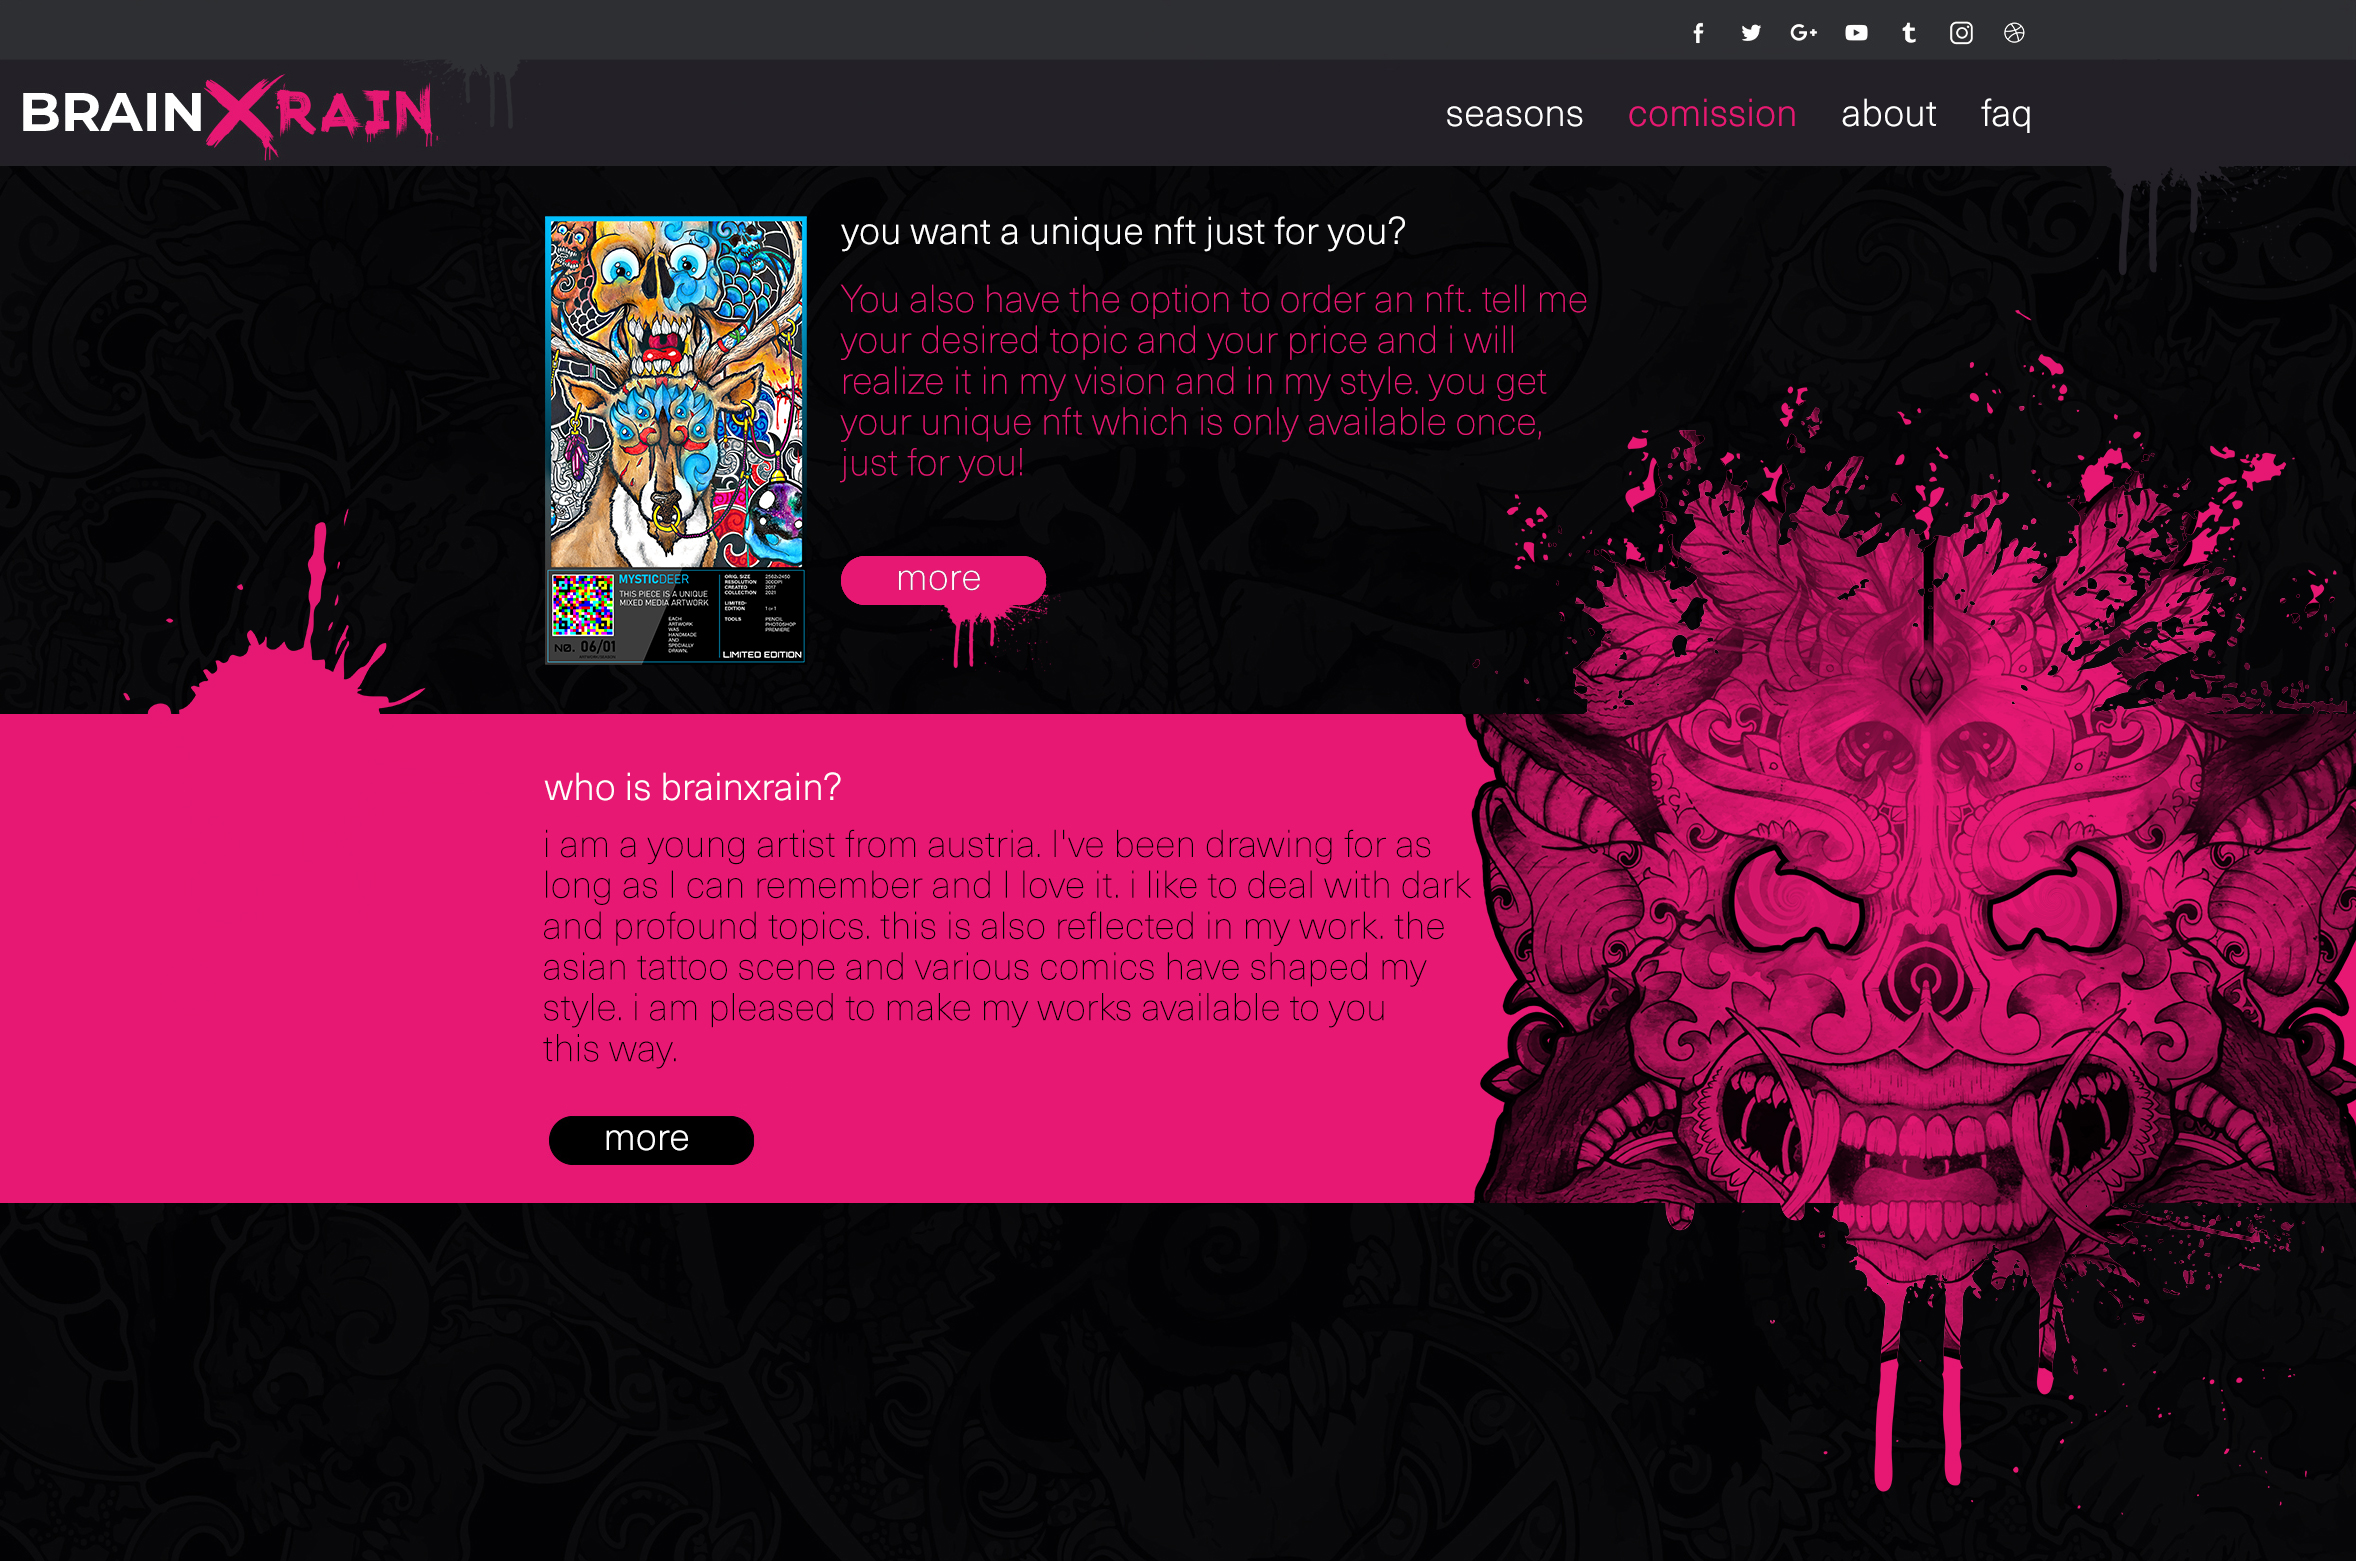 BRAINXRAIN
seasons comission about faq
you want a unique nft just for you?
You also have the option to order an nft. tell me
your desired topic and your price and i will
realize it in my vision and in my style. you get
your unique nft which is only available once,
just for you!
more
MYSTICDEER
THIS PIECE IS A UNIQUE
MIXED MEDIA ARTWORK
EACH
ARTWORK
WAS
HANDMADE
AND
SPECIALLY
DRAWN.
NØ. 06/01
ORIG. SIZE 2562x2450
RESOLUTION 300DPI
CREATED 2017
COLLECTION 2021
LIMITED-
EDITION 1 OF 1
TOOLS PENCIL
PHOTOSHOP
PREMIERE
LIMITED EDITION
who is brainxrain?
i am a young artist from austria. I've been drawing for as
long as I can remember and I love it. i like to deal with dark
and profound topics. this is also reflected in my work. the
asian tattoo scene and various comics have shaped my
style. i am pleased to make my works available to you
this way.
more